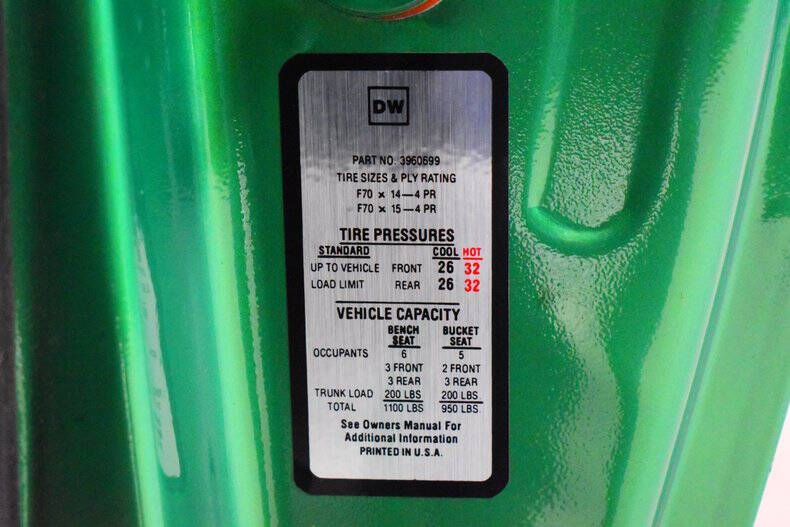 DW
PART NO. 3960699
TIRE SIZES & PLY RATING
F70 x 14—4 PR
F70 x 15—4 PR
TIRE PRESSURES
STANDARD COOL HOT
UP TO VEHICLE FRONT 26 32
LOAD LIMIT REAR 26 32
VEHICLE CAPACITY
BENCH BUCKET
SEAT SEAT
OCCUPANTS 6 5
3 FRONT 2 FRONT
3 REAR 3 REAR
TRUNK LOAD 200 LBS 200 LBS
TOTAL 1100 LBS 950 LBS
See Owners Manual For
Additional Information
PRINTED IN U.S.A.